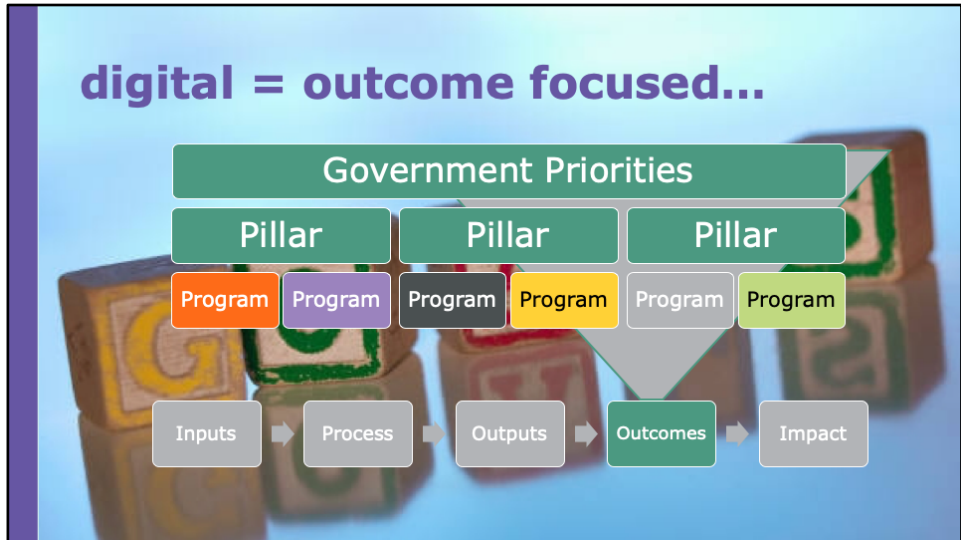 digital = outcome focused...
Government Priorities
Pillar Pillar Pillar
Program Program Program Program Program Program
Inputs Process Outputs Outcomes Impact
G
S